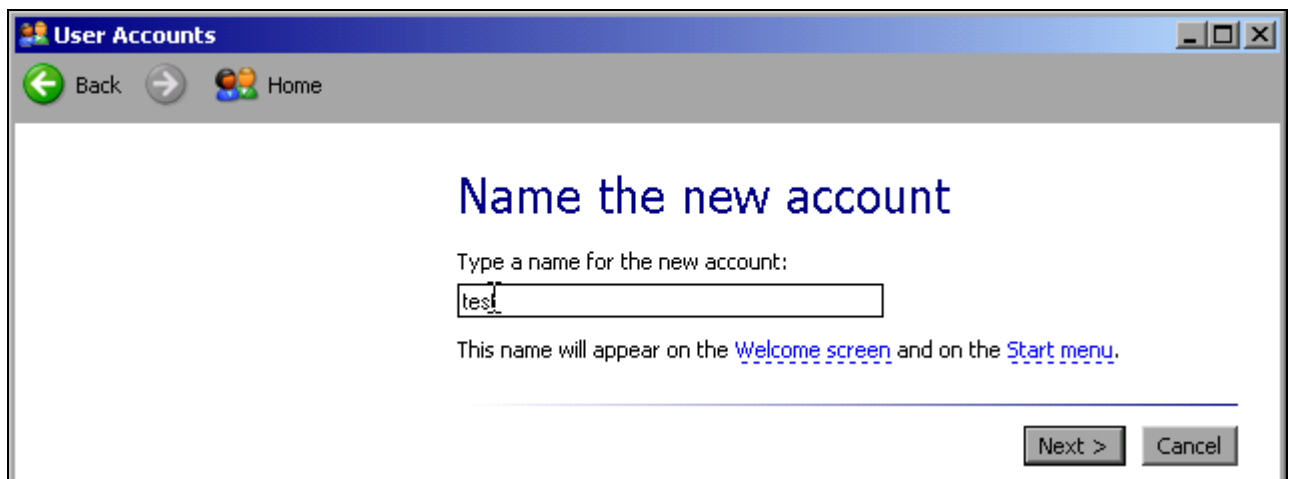 User Accounts
Back Home
Name the new account
Type a name for the new account:
test
This name will appear on the Welcome screen and on the Start menu.
Next > Cancel